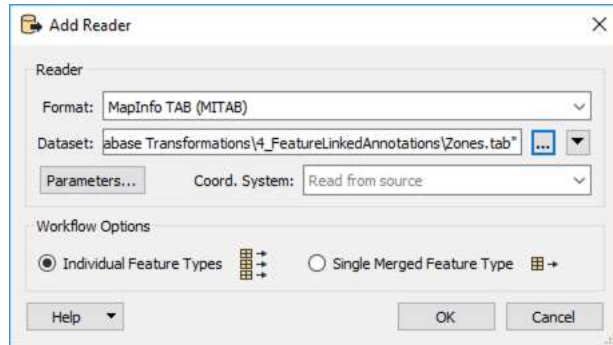 Add Reader
Reader
Format: MapInfo TAB (MITAB)
Dataset: abase Transformations\4_FeatureLinkedAnnotations\Zones.tab" ...
Parameters... Coord. System: Read from source
Workflow Options
Individual Feature Types Single Merged Feature Type
Help OK Cancel